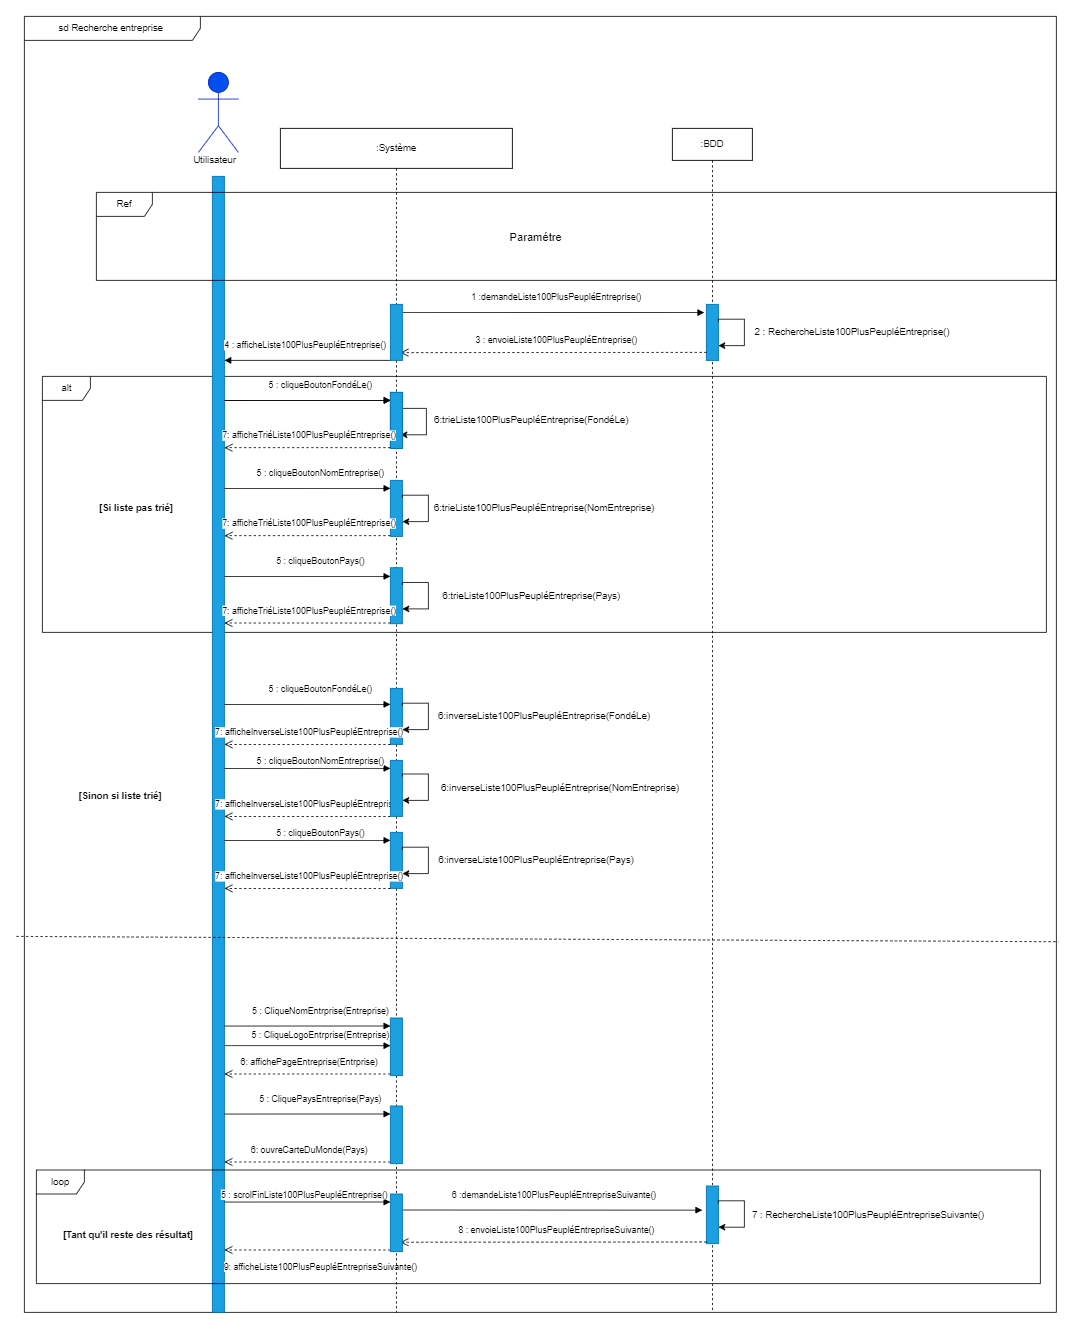 sd Recherche entreprise
Utilisateur
:Système
:BDD
Ref
Paramétre
1 :demandeListe100PlusPeupléEntreprise()
2 : RechercheListe100PlusPeupléEntreprise()
3 : envoieListe100PlusPeupléEntreprise()
4 : afficheListe100PlusPeupléEntreprise()
alt
5 : cliqueBoutonFondéLe()
6:trieListe100PlusPeupléEntreprise(FondéLe)
7: afficheTriéListe100PlusPeupléEntreprise()
5 : cliqueBoutonNomEntreprise()
[Si liste pas trié]
6:trieListe100PlusPeupléEntreprise(NomEntreprise)
7: afficheTriéListe100PlusPeupléEntreprise()
5 : cliqueBoutonPays()
6:trieListe100PlusPeupléEntreprise(Pays)
7: afficheTriéListe100PlusPeupléEntreprise()
5 : cliqueBoutonFondéLe()
6:inverseListe100PlusPeupléEntreprise(FondéLe)
7: afficheInverseListe100PlusPeupléEntreprise()
5 : cliqueBoutonNomEntreprise()
6:inverseListe100PlusPeupléEntreprise(NomEntreprise)
[Sinon si liste trié]
7: afficheInverseListe100PlusPeupléEntrepris
5 : cliqueBoutonPays()
6:inverseListe100PlusPeupléEntreprise(Pays)
7: afficheInverseListe100PlusPeupléEntreprise()
5 : CliqueNomEntrprise(Entreprise)
5 : CliqueLogoEntrprise(Entreprise)
6: affichePageEntreprise(Entrprise)
5 : CliquePaysEntreprise(Pays)
6: ouvreCarteDuMonde(Pays)
loop
5 : scrolFinListe100PlusPeupléEntreprise()
6 :demandeListe100PlusPeupléEntrepriseSuivante()
7 : RechercheListe100PlusPeupléEntrepriseSuivante()
[Tant qu'il reste des résultat]
8 : envoieListe100PlusPeupléEntrepriseSuivante()
9: afficheListe100PlusPeupléEntrepriseSuivante()